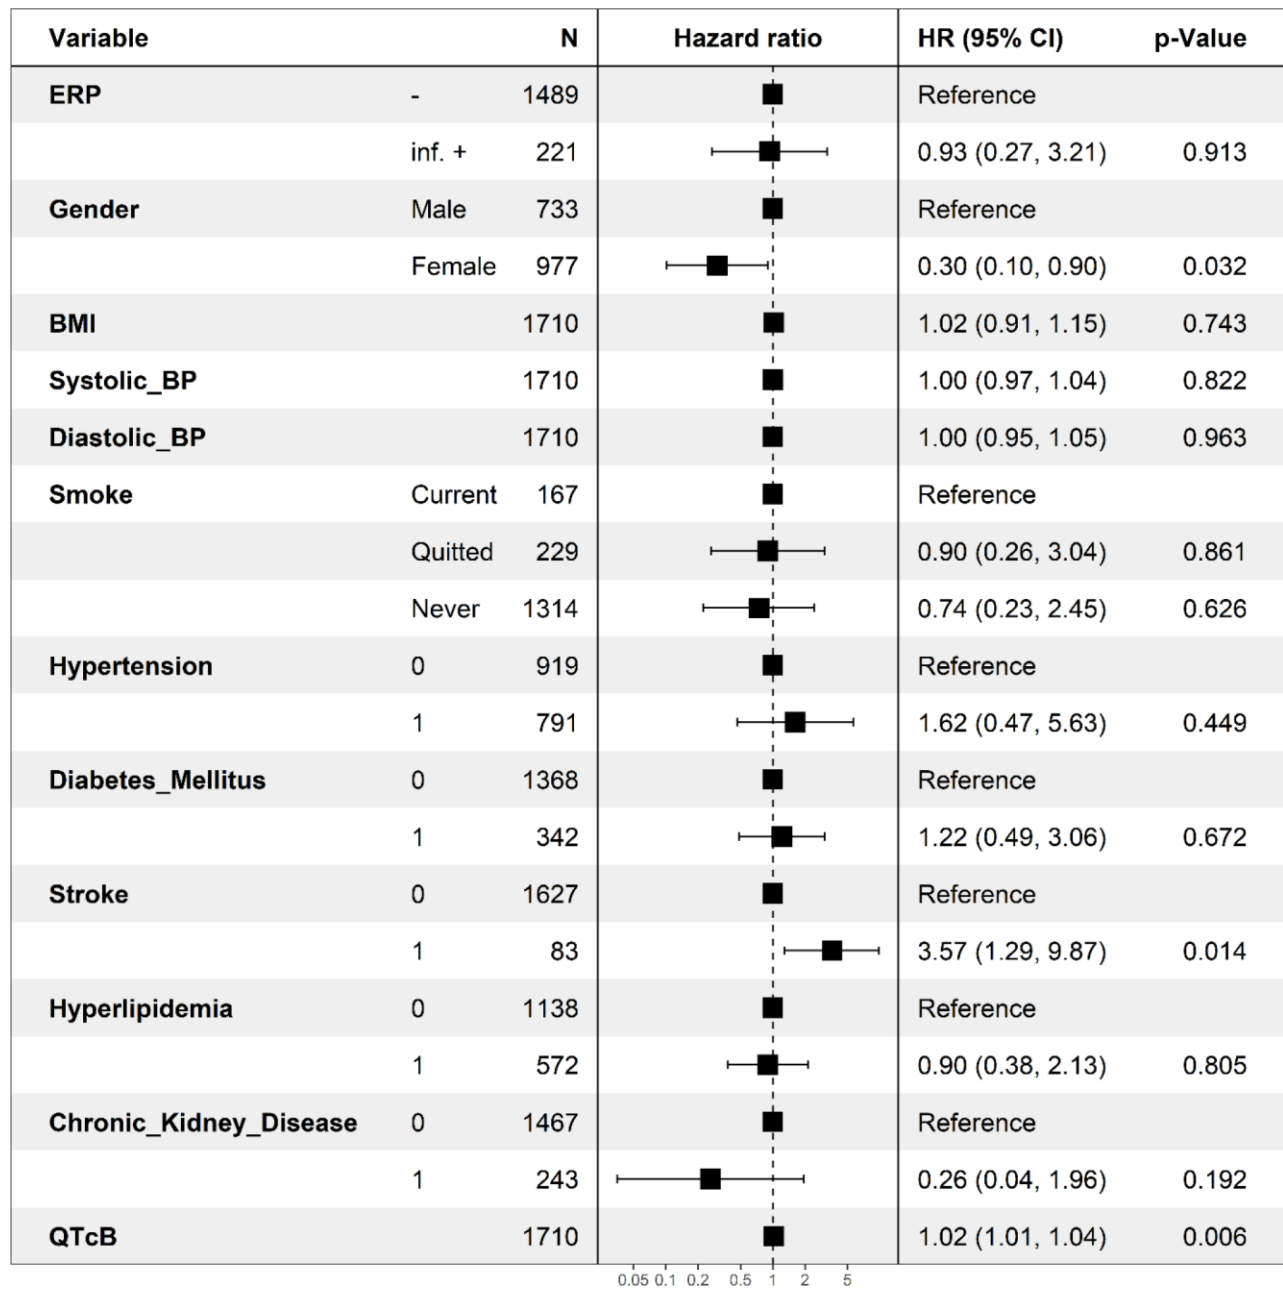 Variable N Hazard ratio HR (95% CI) p-Value
ERP - 1489 Reference
inf. + 221 0.93 (0.27, 3.21) 0.913
Gender Male 733 Reference
Female 977 0.30 (0.10, 0.90) 0.032
BMI 1710 1.02 (0.91, 1.15) 0.743
Systolic_BP 1710 1.00 (0.97, 1.04) 0.822
Diastolic_BP 1710 1.00 (0.95, 1.05) 0.963
Smoke Current 167 Reference
Quitted 229 0.90 (0.26, 3.04) 0.861
Never 1314 0.74 (0.23, 2.45) 0.626
Hypertension 0 919 Reference
1 791 1.62 (0.47, 5.63) 0.449
Diabetes_Mellitus 0 1368 Reference
1 342 1.22 (0.49, 3.06) 0.672
Stroke 0 1627 Reference
1 83 3.57 (1.29, 9.87) 0.014
Hyperlipidemia 0 1138 Reference
1 572 0.90 (0.38, 2.13) 0.805
Chronic_Kidney_Disease 0 1467 Reference
1 243 0.26 (0.04, 1.96) 0.192
QTcB 1710 1.02 (1.01, 1.04) 0.006
0.05 0.1 0.2 0.5 1 2 5